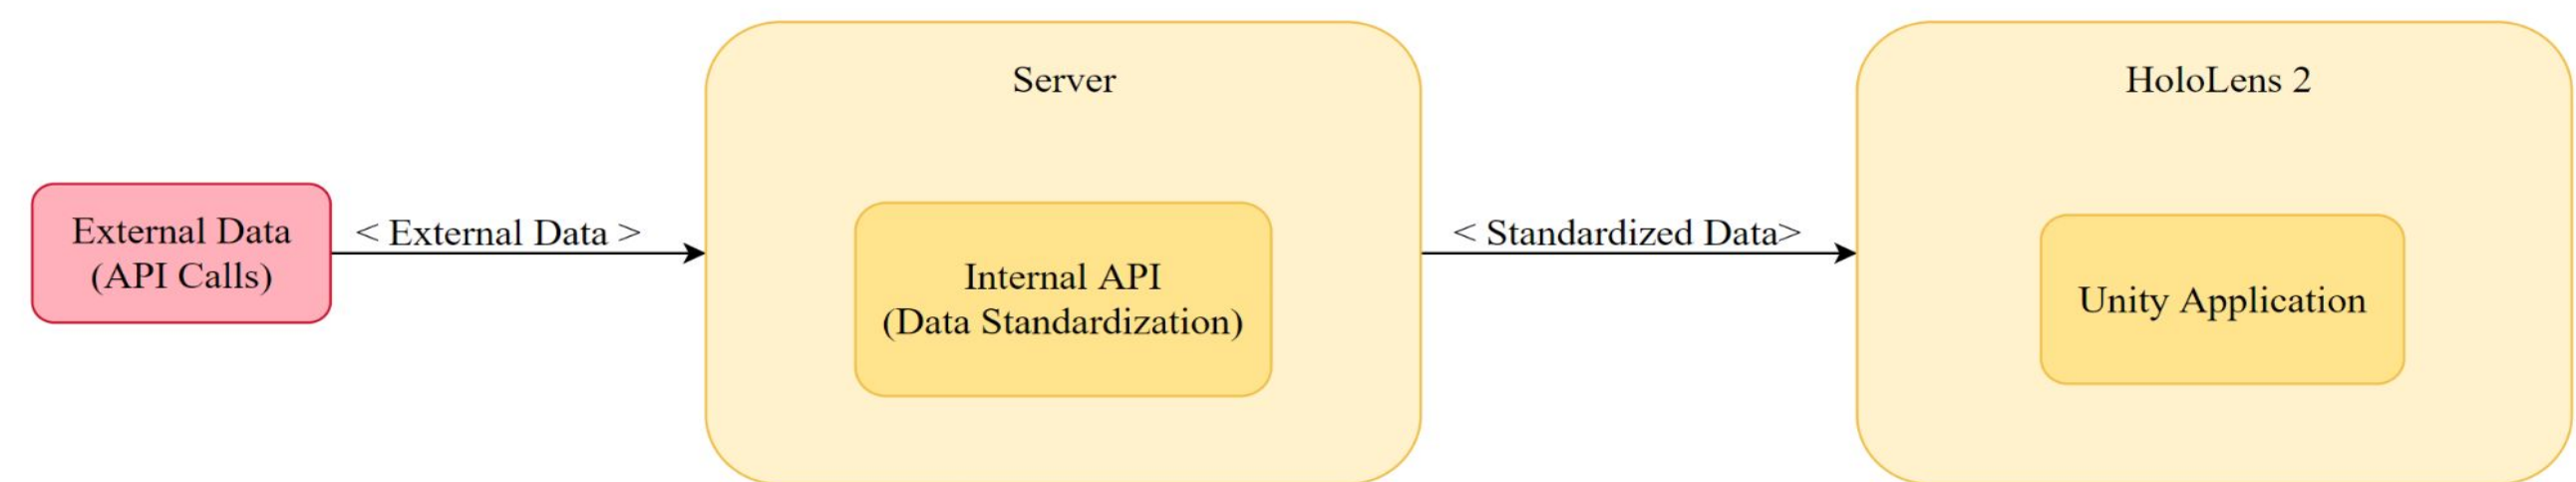 External Data
(API Calls)
< External Data >
Server
Internal API
(Data Standardization)
< Standardized Data>
HoloLens 2
Unity Application